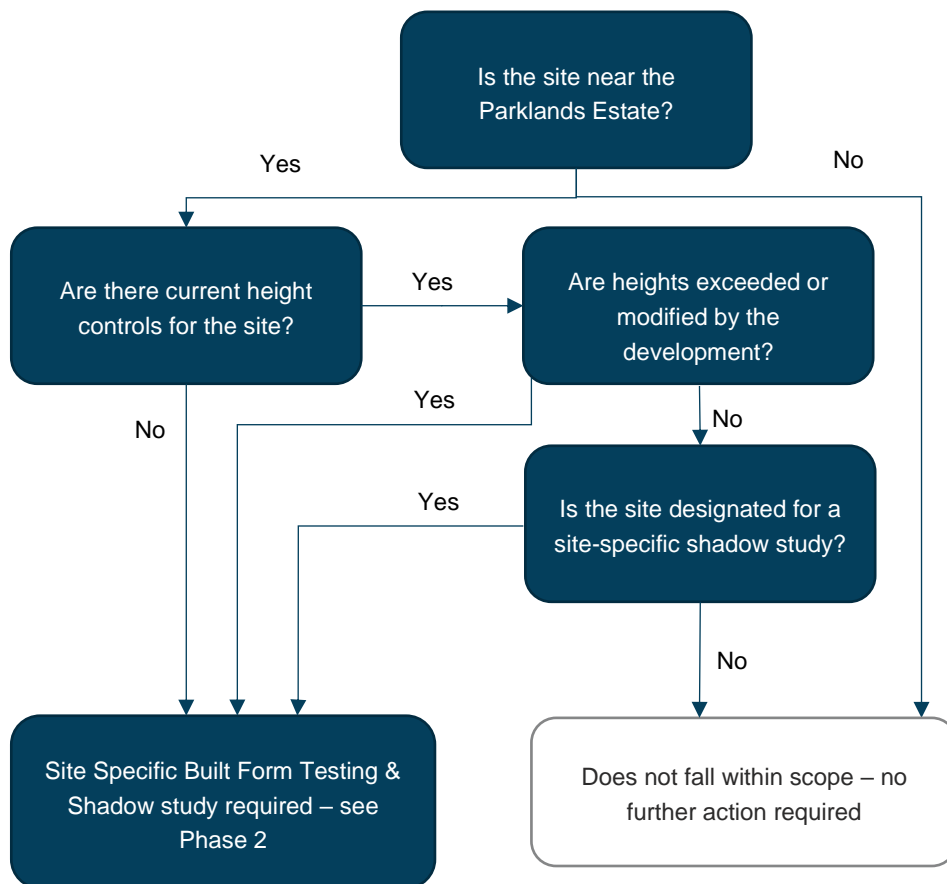 Is the site near the
Parklands Estate?
Yes
No
Are there current height
controls for the site?
Yes
Are heights exceeded or
modified by the
development?
No
Yes
No
Is the site designated for a
site-specific shadow study?
Yes
No
Site Specific Built Form Testing &
Shadow study required – see
Phase 2
Does not fall within scope – no
further action required